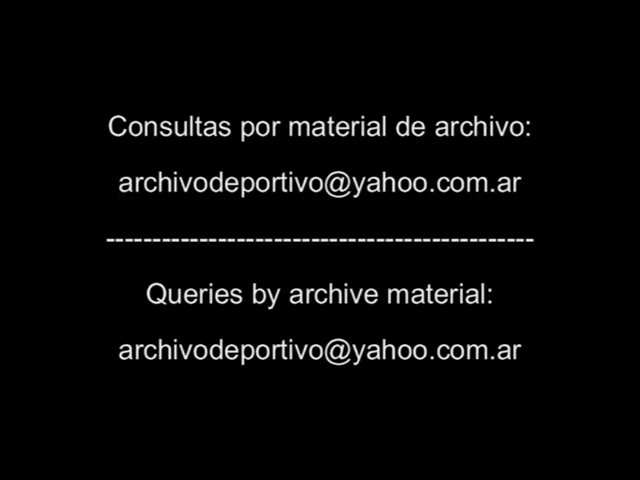 Consultas por material de archivo:
archivodeportivo@yahoo.com.ar
-----------------------------------------------
Queries by archive material:
archivodeportivo@yahoo.com.ar